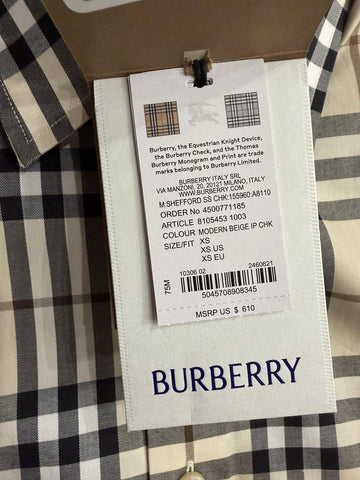 Burberry, the Equestrian Knight Device,
the Burberry Check, and the Thomas
Burberry Monogram and Print are trade
marks belonging to Burberry Limited.
BURBERRY ITALY SRL
VIA MANZONI, 20, 20121 MILANO, ITALY
WWW.BURBERRY.COM
M:SHEFFORD SS CHK:155960:A8110
ORDER No 4500771185
ARTICLE 8105453 1003
COLOUR MODERN BEIGE IP CHK
SIZE/FIT XS
XS US
XS EU
75M
10306 02 2460621
5045708908345
MSRP US $ 610
BURBERRY